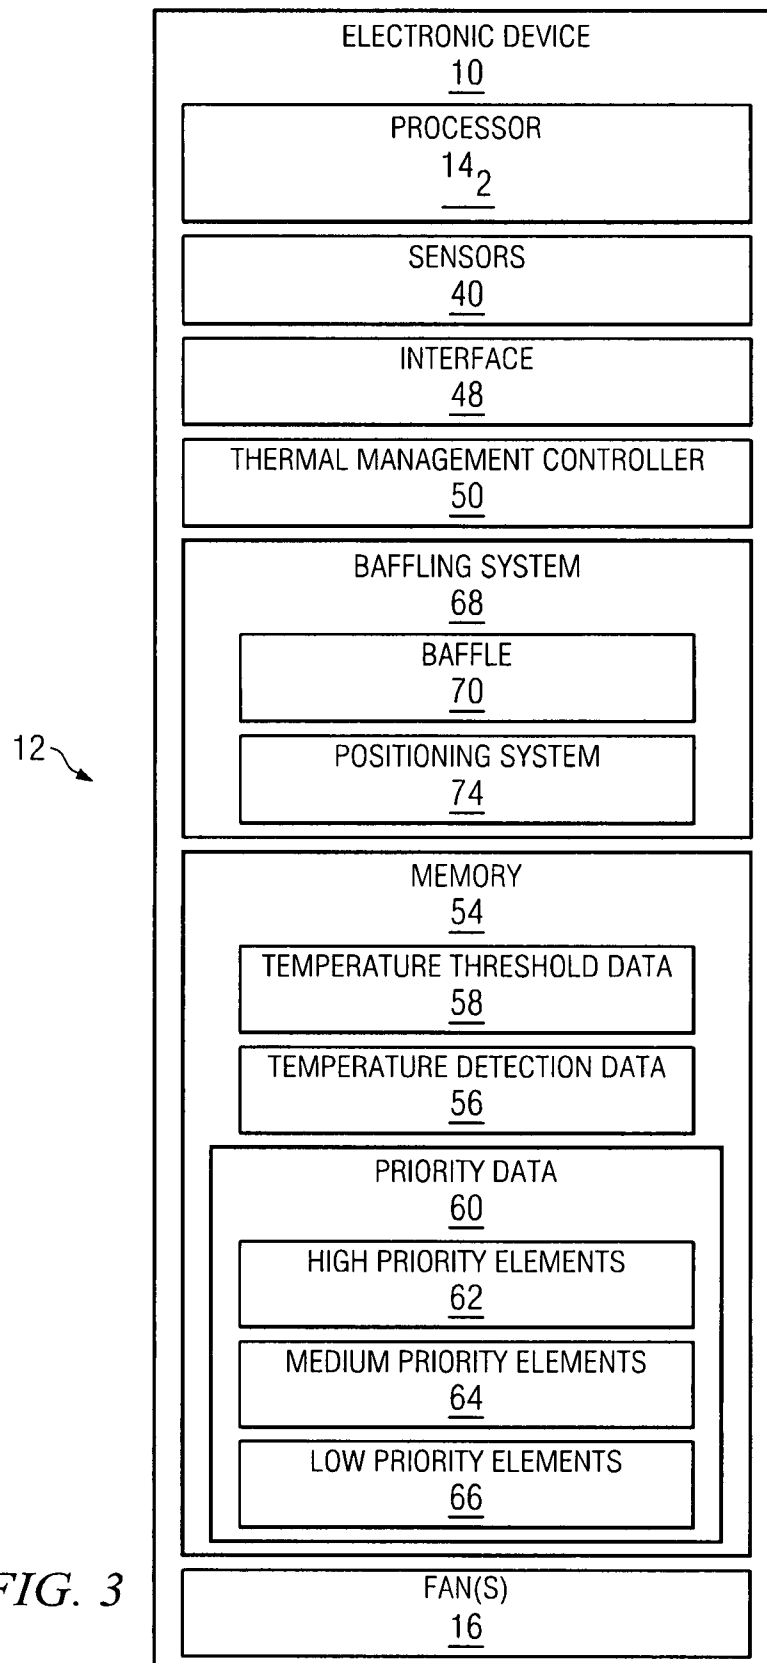 ELECTRONIC DEVICE
10
PROCESSOR
14₂
SENSORS
40
INTERFACE
48
THERMAL MANAGEMENT CONTROLLER
50
BAFFLING SYSTEM
68
BAFFLE
70
POSITIONING SYSTEM
74
12
MEMORY
54
TEMPERATURE THRESHOLD DATA
58
TEMPERATURE DETECTION DATA
56
PRIORITY DATA
60
HIGH PRIORITY ELEMENTS
62
MEDIUM PRIORITY ELEMENTS
64
LOW PRIORITY ELEMENTS
66
FAN(S)
16
FIG. 3